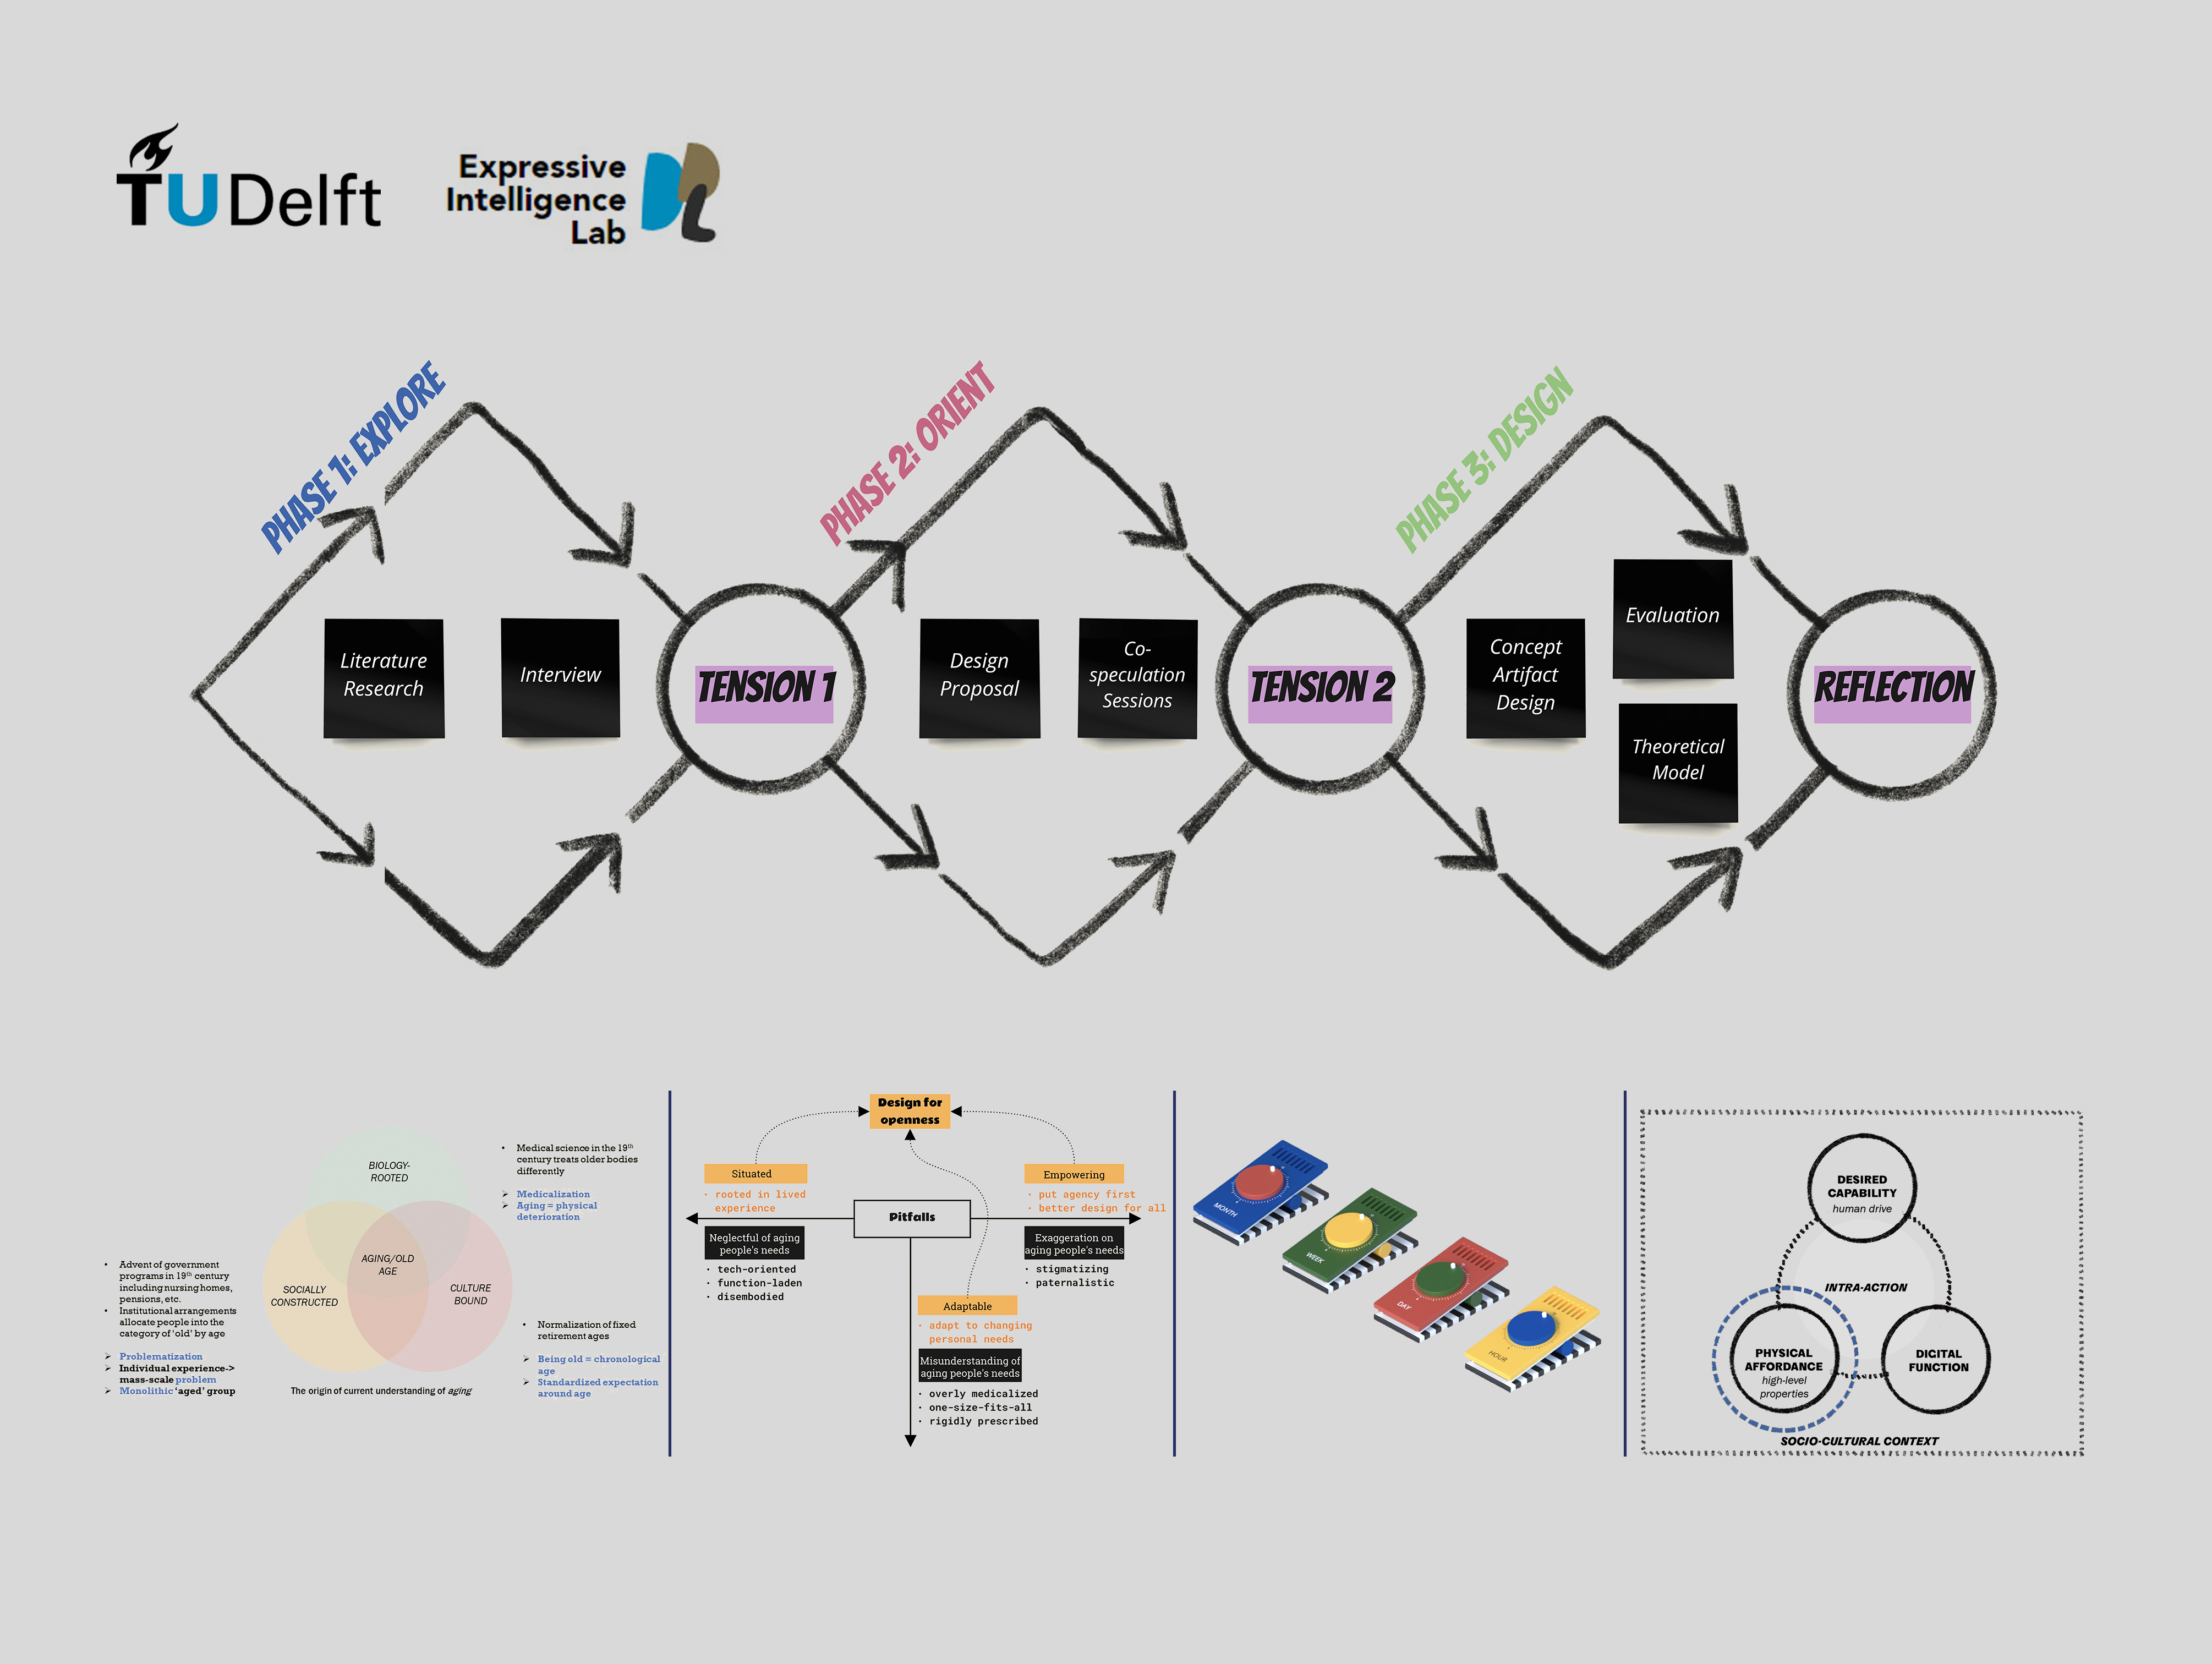 TUDelft
Expressive
Intelligence
Lab
PHASE 1: EXPLORE
PHASE 2: ORIENT
PHASE 3: DESIGN
Literature
Research
Interview
TENSION 1
Design
Proposal
Co-
speculation
Sessions
TENSION 2
Concept
Artifact
Design
Evaluation
Theoretical
Model
REFLECTION
BIOLOGY-
ROOTED
AGING/OLD
AGE
SOCIALLY
CONSTRUCTED
CULTURE
BOUND
The origin of current understanding of aging
• Medical science in the 19th
century treats older bodies
differently
➢ Medicalization
➢ Aging = physical
deterioration
• Advent of government
programs in 19th century
including nursing homes,
pensions, etc.
• Institutional arrangements
allocate people into the
category of ‘old’ by age
➢ Problematization
➢ Individual experience->
mass-scale problem
➢ Monolithic ‘aged’ group
• Normalization of fixed
retirement ages
➢ Being old = chronological
age
➢ Standardized expectation
around age
Design for
openness
Situated
· rooted in lived
experience
Empowering
· put agency first
· better design for all
Pitfalls
Neglectful of aging
people's needs
· tech-oriented
· function-laden
· disembodied
Exaggeration on
aging people's needs
· stigmatizing
· paternalistic
Adaptable
· adapt to changing
personal needs
Misunderstanding of
aging people's needs
· overly medicalized
· one-size-fits-all
· rigidly prescribed
MONTH
WEEK
DAY
HOUR
DESIRED
CAPABILITY
human drive
INTRA-ACTION
PHYSICAL
AFFORDANCE
high-level
properties
DIGITAL
FUNCTION
SOCIO-CULTURAL CONTEXT